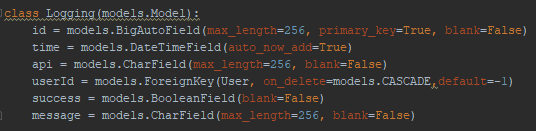 class Logging(models.Model):
    id = models.BigAutoField(max_length=256, primary_key=True, blank=False)
    time = models.DateTimeField(auto_now_add=True)
    api = models.CharField(max_length=256, blank=False)
    userId = models.ForeignKey(User, on_delete=models.CASCADE,default=-1)
    success = models.BooleanField(blank=False)
    message = models.CharField(max_length=256, blank=False)